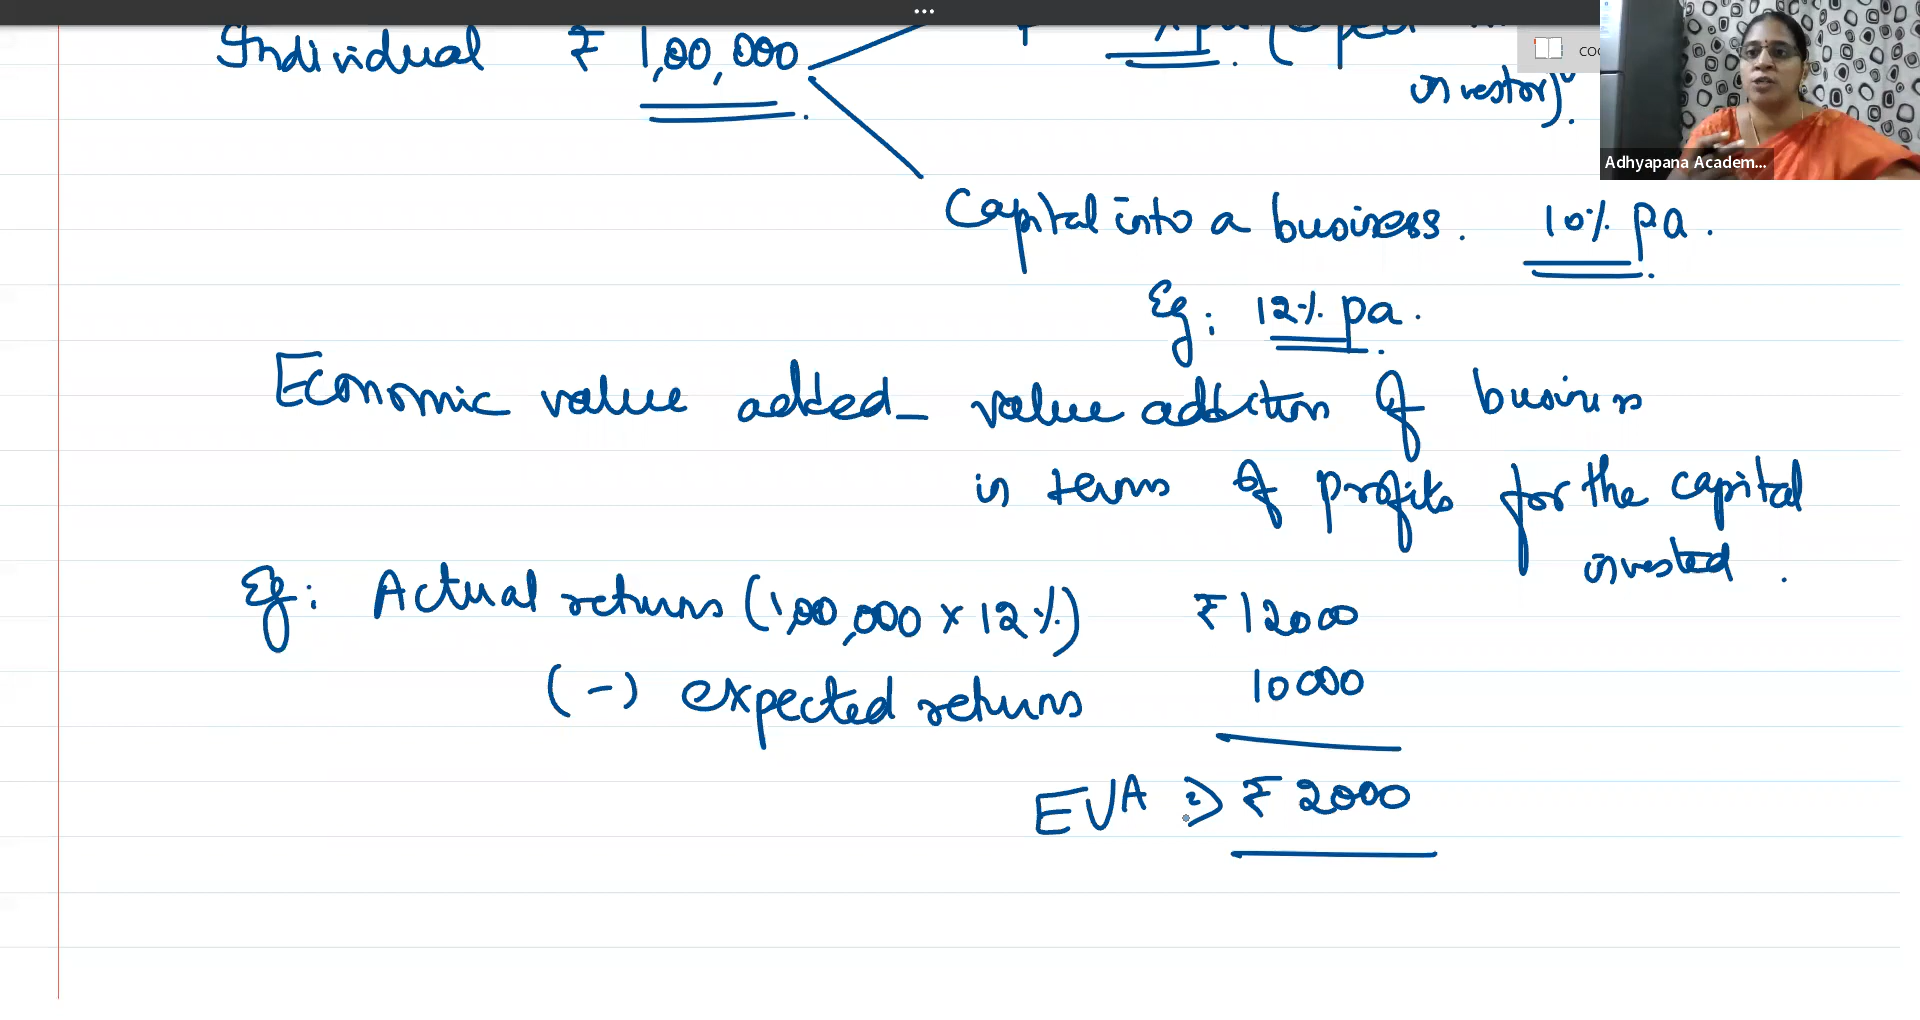 ...
Individual ₹ 1,00,000
investor).
Adhyapana Academ...
Capital into a business. 10% pa.
Eg: 12% pa.
Economic value added - value addition of business
in terms of profits for the capital
invested.
Eg: Actual returns (1,00,000 x 12%) ₹12000
(-) expected returns 10000
EVA => ₹ 2000